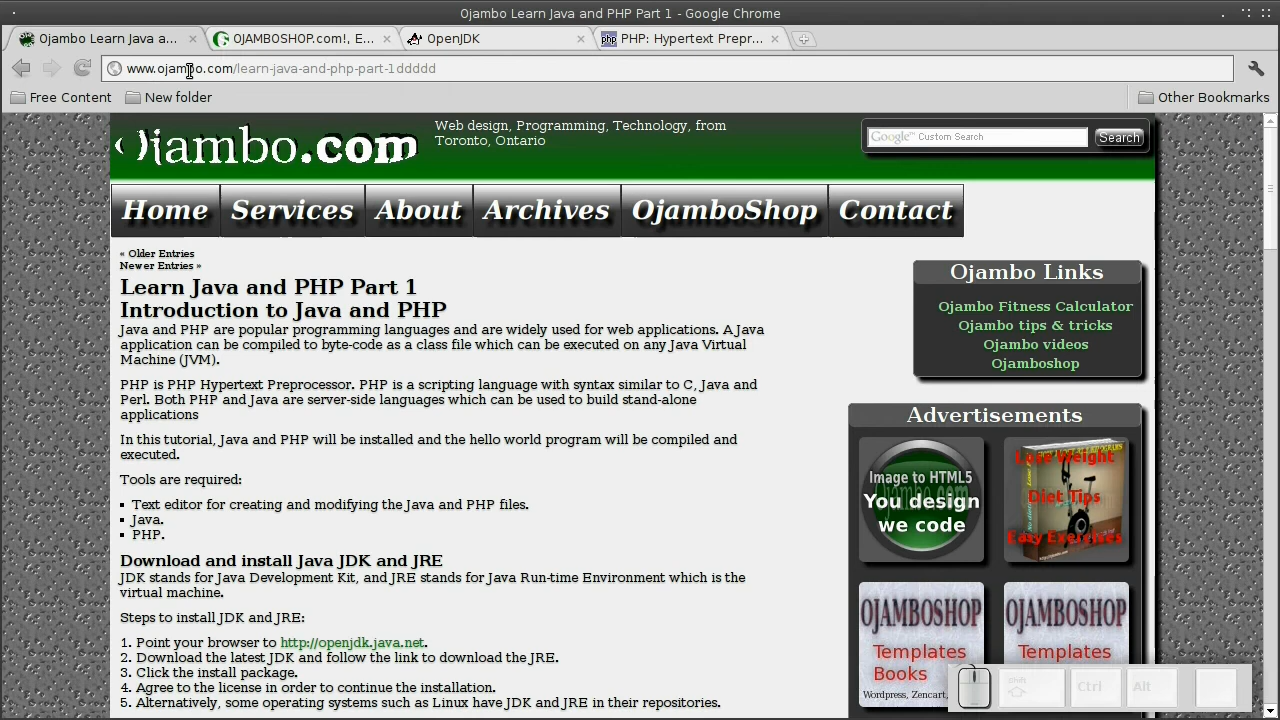 Ojambo Learn Java and PHP Part 1 - Google Chrome
Ojambo Learn Java a...
OJAMBOSHOP.com!, E...
OpenJDK
php PHP: Hypertext Prepr...
www.ojambo.com/learn-java-and-php-part-1ddddd
Free Content
New folder
Other Bookmarks
Ojambo.com
Web design, Programming, Technology, from
Toronto, Ontario
Google™ Custom Search
Search
Home
Services
About
Archives
OjamboShop
Contact
« Older Entries
Newer Entries »
Learn Java and PHP Part 1
Introduction to Java and PHP
Java and PHP are popular programming languages and are widely used for web applications. A Java
application can be compiled to byte-code as a class file which can be executed on any Java Virtual
Machine (JVM).
PHP is PHP Hypertext Preprocessor. PHP is a scripting language with syntax similar to C, Java and
Perl. Both PHP and Java are server-side languages which can be used to build stand-alone
applications
In this tutorial, Java and PHP will be installed and the hello world program will be compiled and
executed.
Tools are required:
▪ Text editor for creating and modifying the Java and PHP files.
▪ Java.
▪ PHP.
Download and install Java JDK and JRE
JDK stands for Java Development Kit, and JRE stands for Java Run-time Environment which is the
virtual machine.
Steps to install JDK and JRE:
1. Point your browser to http://openjdk.java.net.
2. Download the latest JDK and follow the link to download the JRE.
3. Click the install package.
4. Agree to the license in order to continue the installation.
5. Alternatively, some operating systems such as Linux have JDK and JRE in their repositories.
Ojambo Links
Ojambo Fitness Calculator
Ojambo tips & tricks
Ojambo videos
Ojamboshop
Advertisements
Image to HTML5
You design
we code
Lose Weight
Diet Tips
Easy Exercises
OJAMBOSHOP
Templates
Books
Wordpress, Zencart,
OJAMBOSHOP
Templates
Shift
Ctrl
Alt